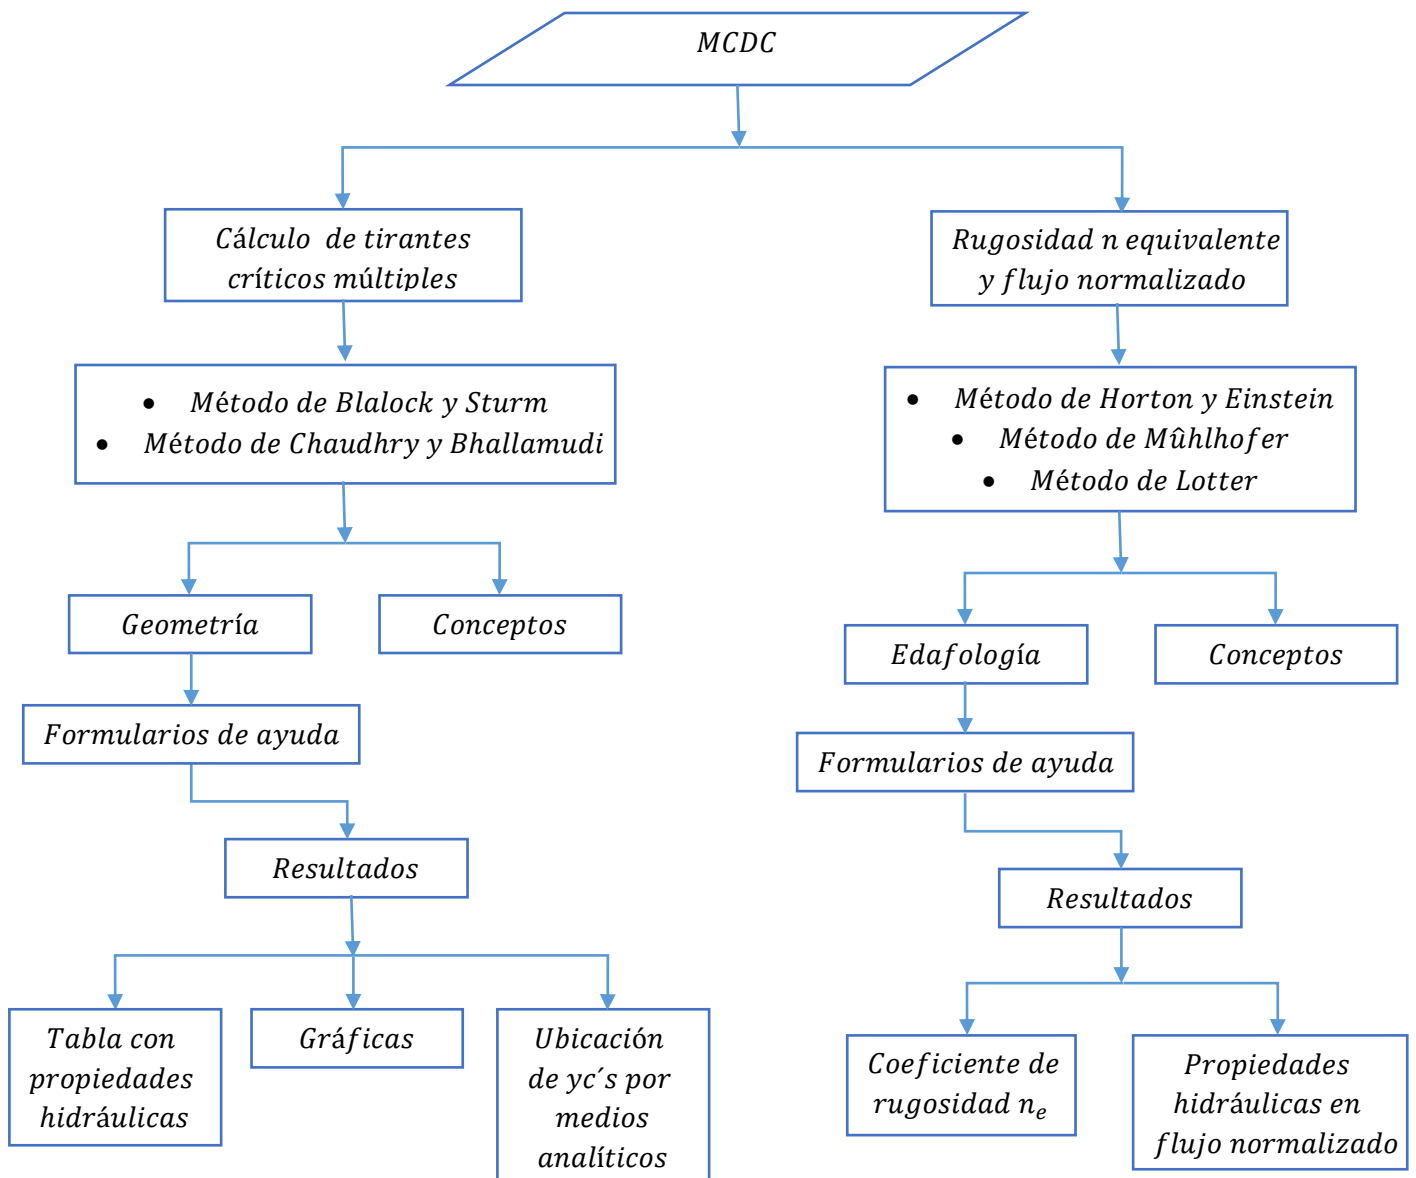 MCDC
Cálculo de tirantes
críticos múltiples
Rugosidad n equivalente
y flujo normalizado
• Método de Blalock y Sturm
• Método de Chaudhry y Bhallamudi
• Método de Horton y Einstein
• Método de Mûhlhofer
• Método de Lotter
Geometría
Conceptos
Edafología
Conceptos
Formularios de ayuda
Formularios de ayuda
Resultados
Resultados
Tabla con
propiedades
hidráulicas
Gráficas
Ubicación
de yc´s por
medios
analíticos
Coeficiente de
rugosidad nₑ
Propiedades
hidráulicas en
flujo normalizado